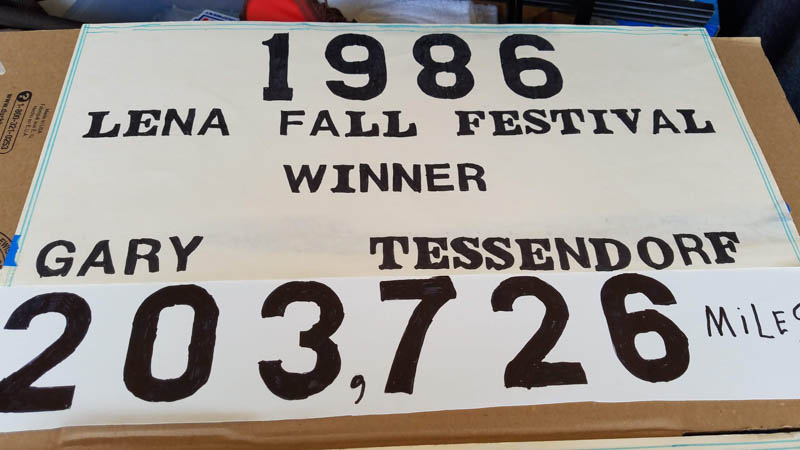 1986
LENA FALL FESTIVAL
WINNER
GARY TESSENDORF
203,726 MiLES